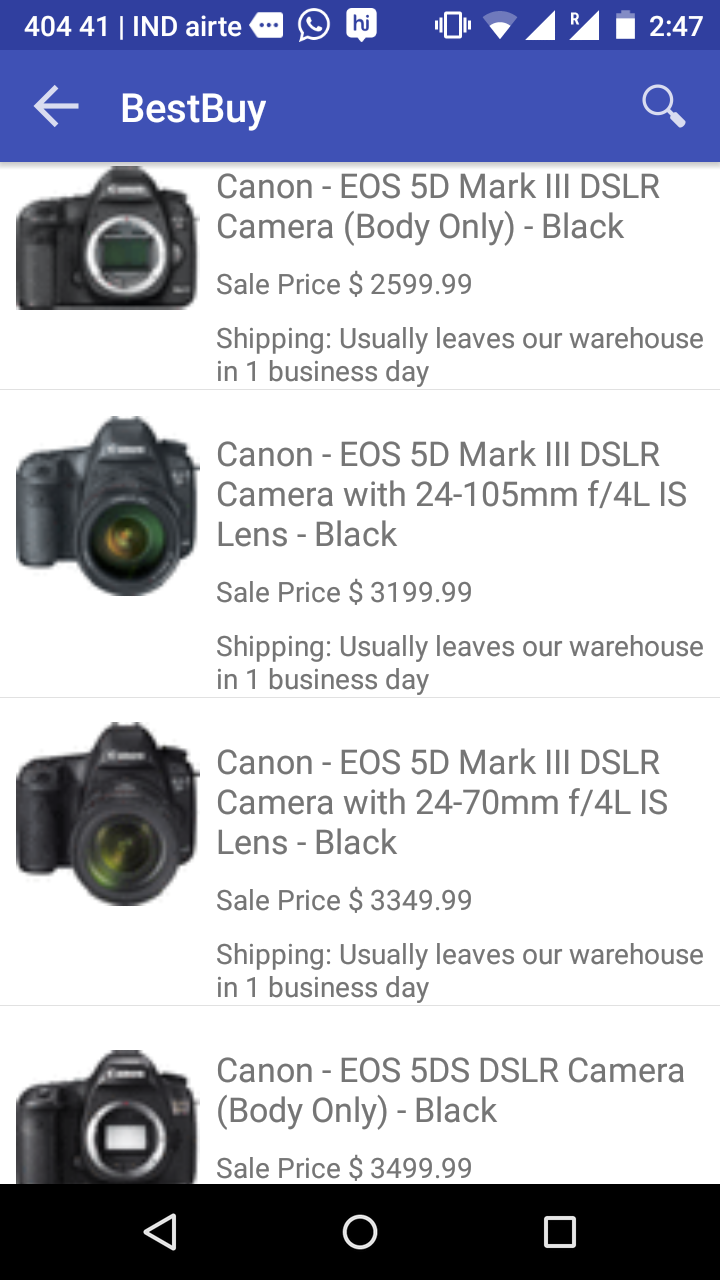 404 41 | IND airte
hi
R
2:47
BestBuy
Canon - EOS 5D Mark III DSLR
Camera (Body Only) - Black
Sale Price $ 2599.99
Shipping: Usually leaves our warehouse
in 1 business day
Canon - EOS 5D Mark III DSLR
Camera with 24-105mm f/4L IS
Lens - Black
Sale Price $ 3199.99
Shipping: Usually leaves our warehouse
in 1 business day
Canon - EOS 5D Mark III DSLR
Camera with 24-70mm f/4L IS
Lens - Black
Sale Price $ 3349.99
Shipping: Usually leaves our warehouse
in 1 business day
Canon - EOS 5DS DSLR Camera
(Body Only) - Black
Sale Price $ 3499.99